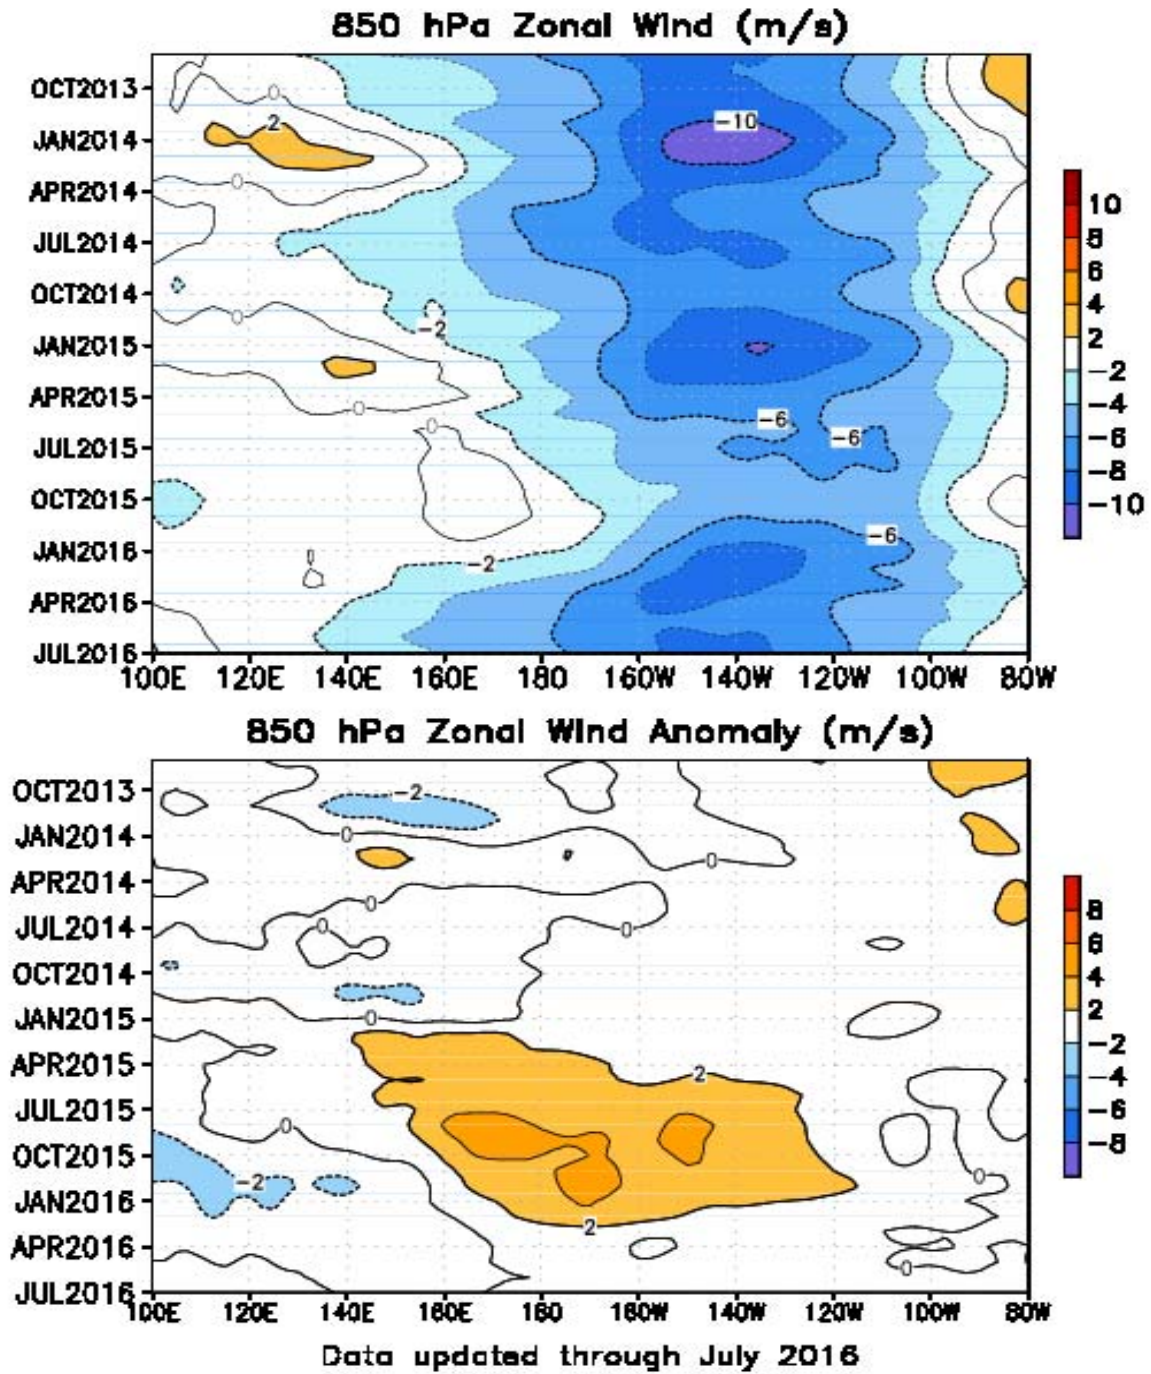 850 hPa Zonal Wind (m/s)
OCT2013
JAN2014
APR2014
JUL2014
OCT2014
JAN2015
APR2015
JUL2015
OCT2015
JAN2016
APR2016
JUL2016
0
2
-10
0
0
-2
0
0
-6
-6
-6
-2
100E 120E 140E 160E 180 160W 140W 120W 100W 80W
10
8
6
4
2
-2
-4
-6
-8
-10
850 hPa Zonal Wind Anomaly (m/s)
OCT2013
JAN2014
APR2014
JUL2014
OCT2014
JAN2015
APR2015
JUL2015
OCT2015
JAN2016
APR2016
JUL2016
-2
0
0
0
0
0
0
2
0
0
-2
2
0
100E 120E 140E 160E 180 160W 140W 120W 100W 80W
8
6
4
2
-2
-4
-6
-8
Data updated through July 2016